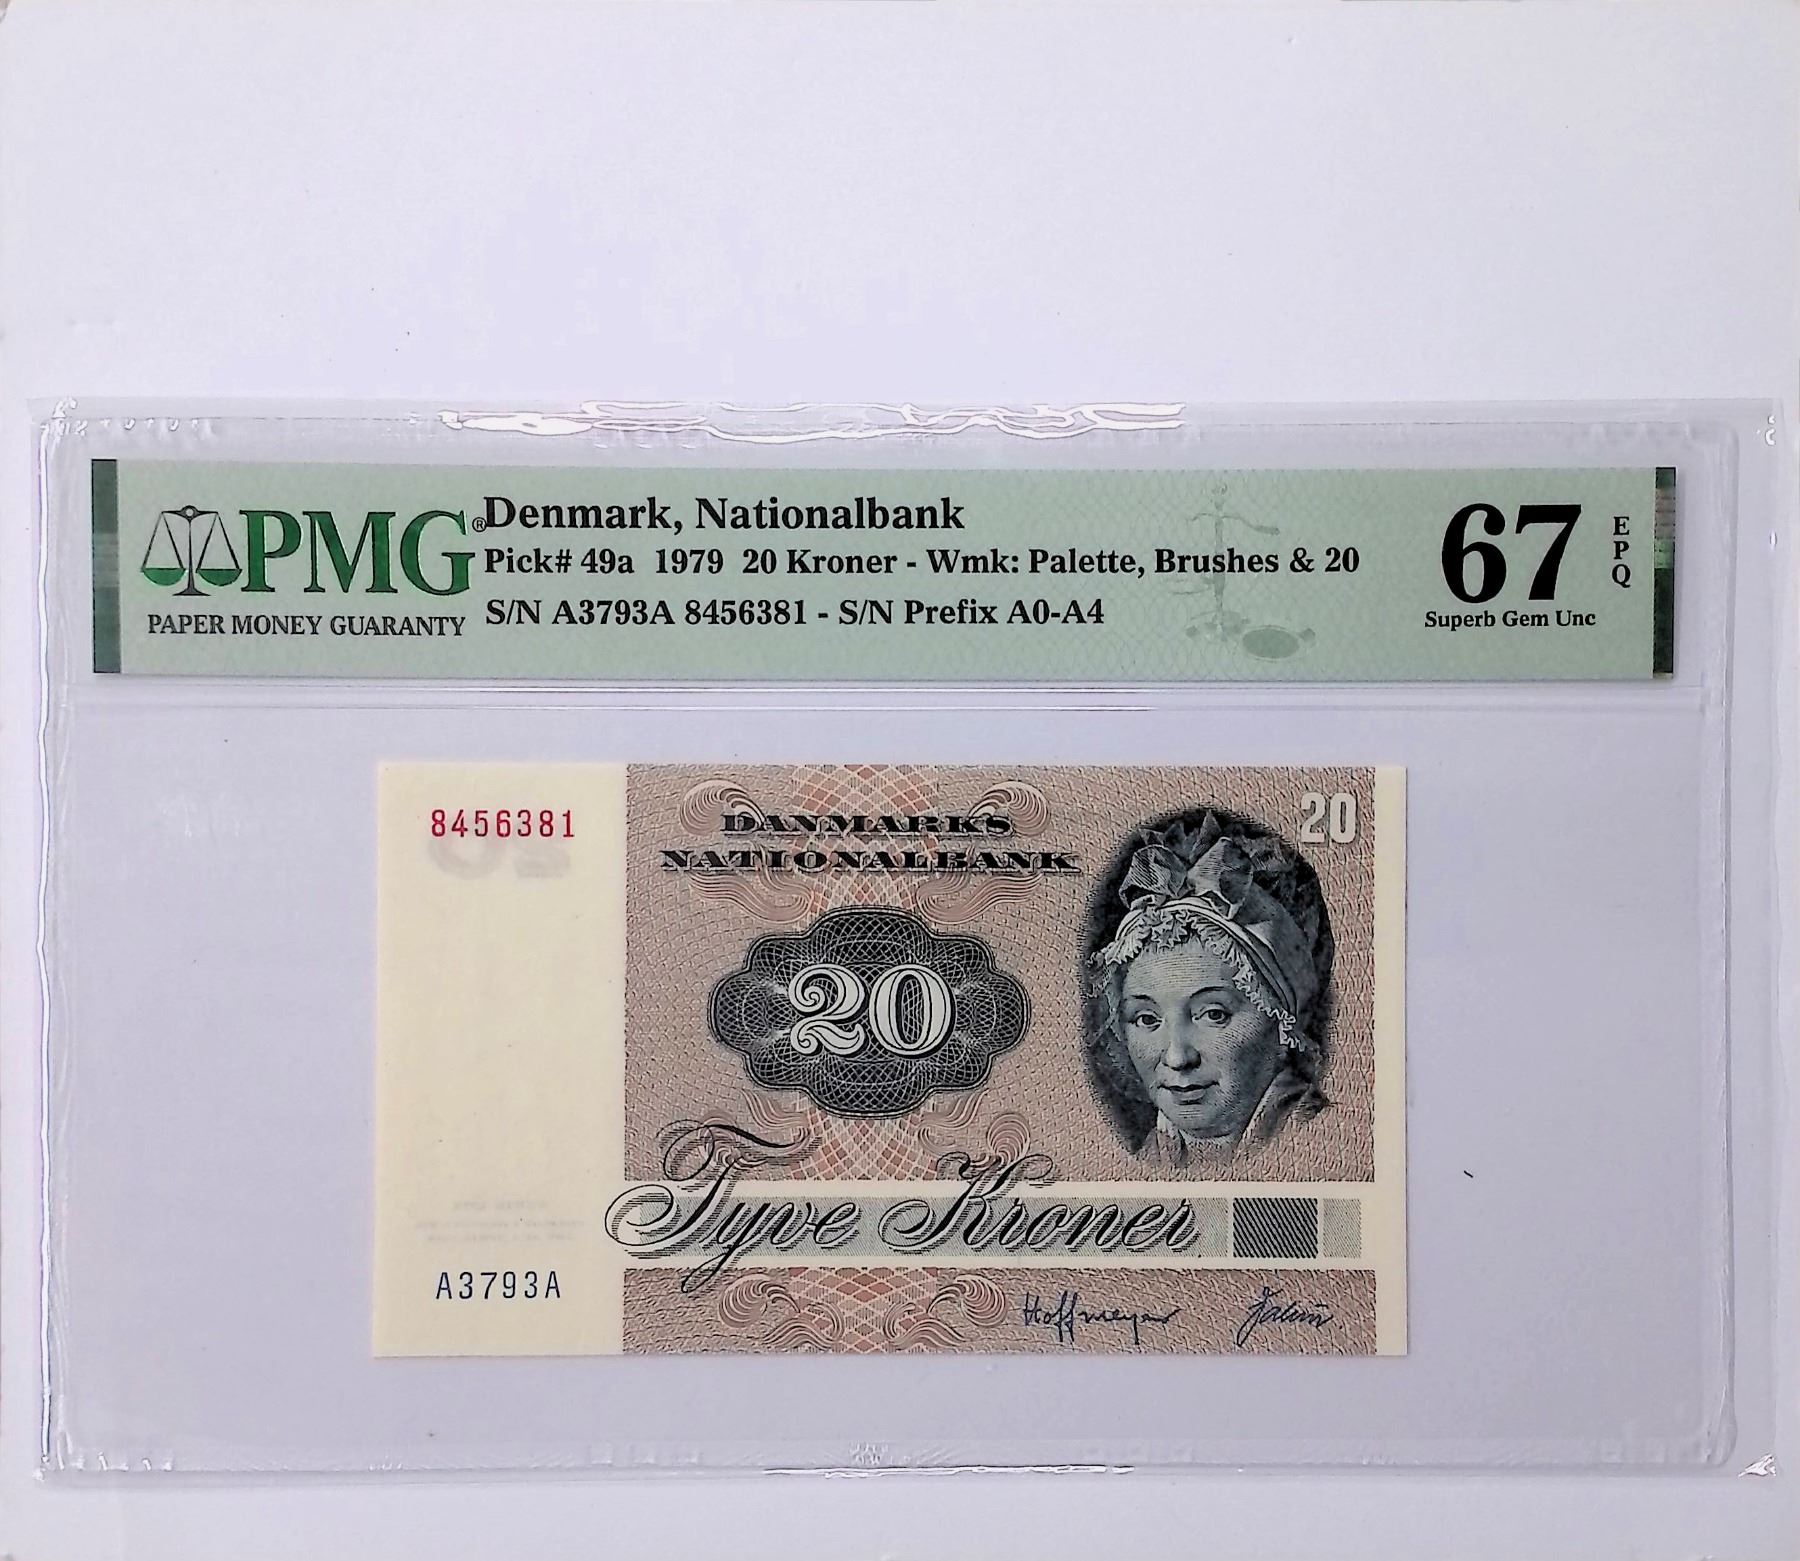 PMG®
PAPER MONEY GUARANTY
Denmark, Nationalbank
Pick# 49a 1979 20 Kroner - Wmk: Palette, Brushes & 20
S/N A3793A 8456381 - S/N Prefix A0-A4
67
EPQ
Superb Gem Unc
8456381
DANMARKS
NATIONALBANK
20
20
Tyve Kroner
A3793A
Hoffmeyer